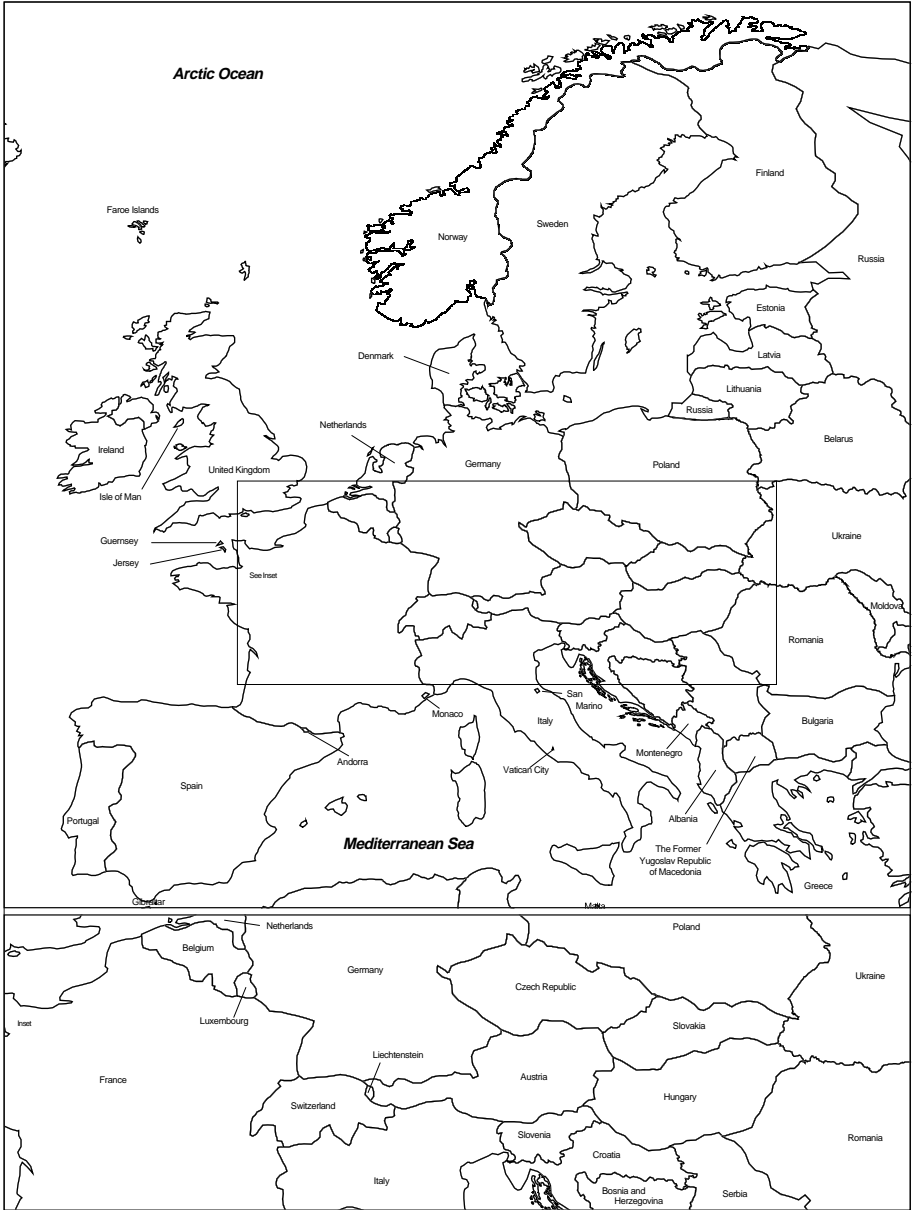 Arctic Ocean
Faroe Islands
Finland
Sweden
Norway
Russia
Estonia
Latvia
Denmark
Lithuania
Russia
Netherlands
Belarus
Ireland
Germany
Poland
United Kingdom
Isle of Man
Guernsey
Jersey
Ukraine
See Inset
Moldova
Romania
San
Marino
Monaco
Italy
Bulgaria
Montenegro
Andorra
Vatican City
Spain
Portugal
Albania
Mediterranean Sea
The Former
Yugoslav Republic
of Macedonia
Greece
Gibraltar
Malta
Netherlands
Poland
Belgium
Germany
Ukraine
Czech Republic
Luxembourg
Inset
Slovakia
Liechtenstein
France
Austria
Hungary
Switzerland
Slovenia
Romania
Croatia
Italy
Bosnia and
Herzegovina
Serbia